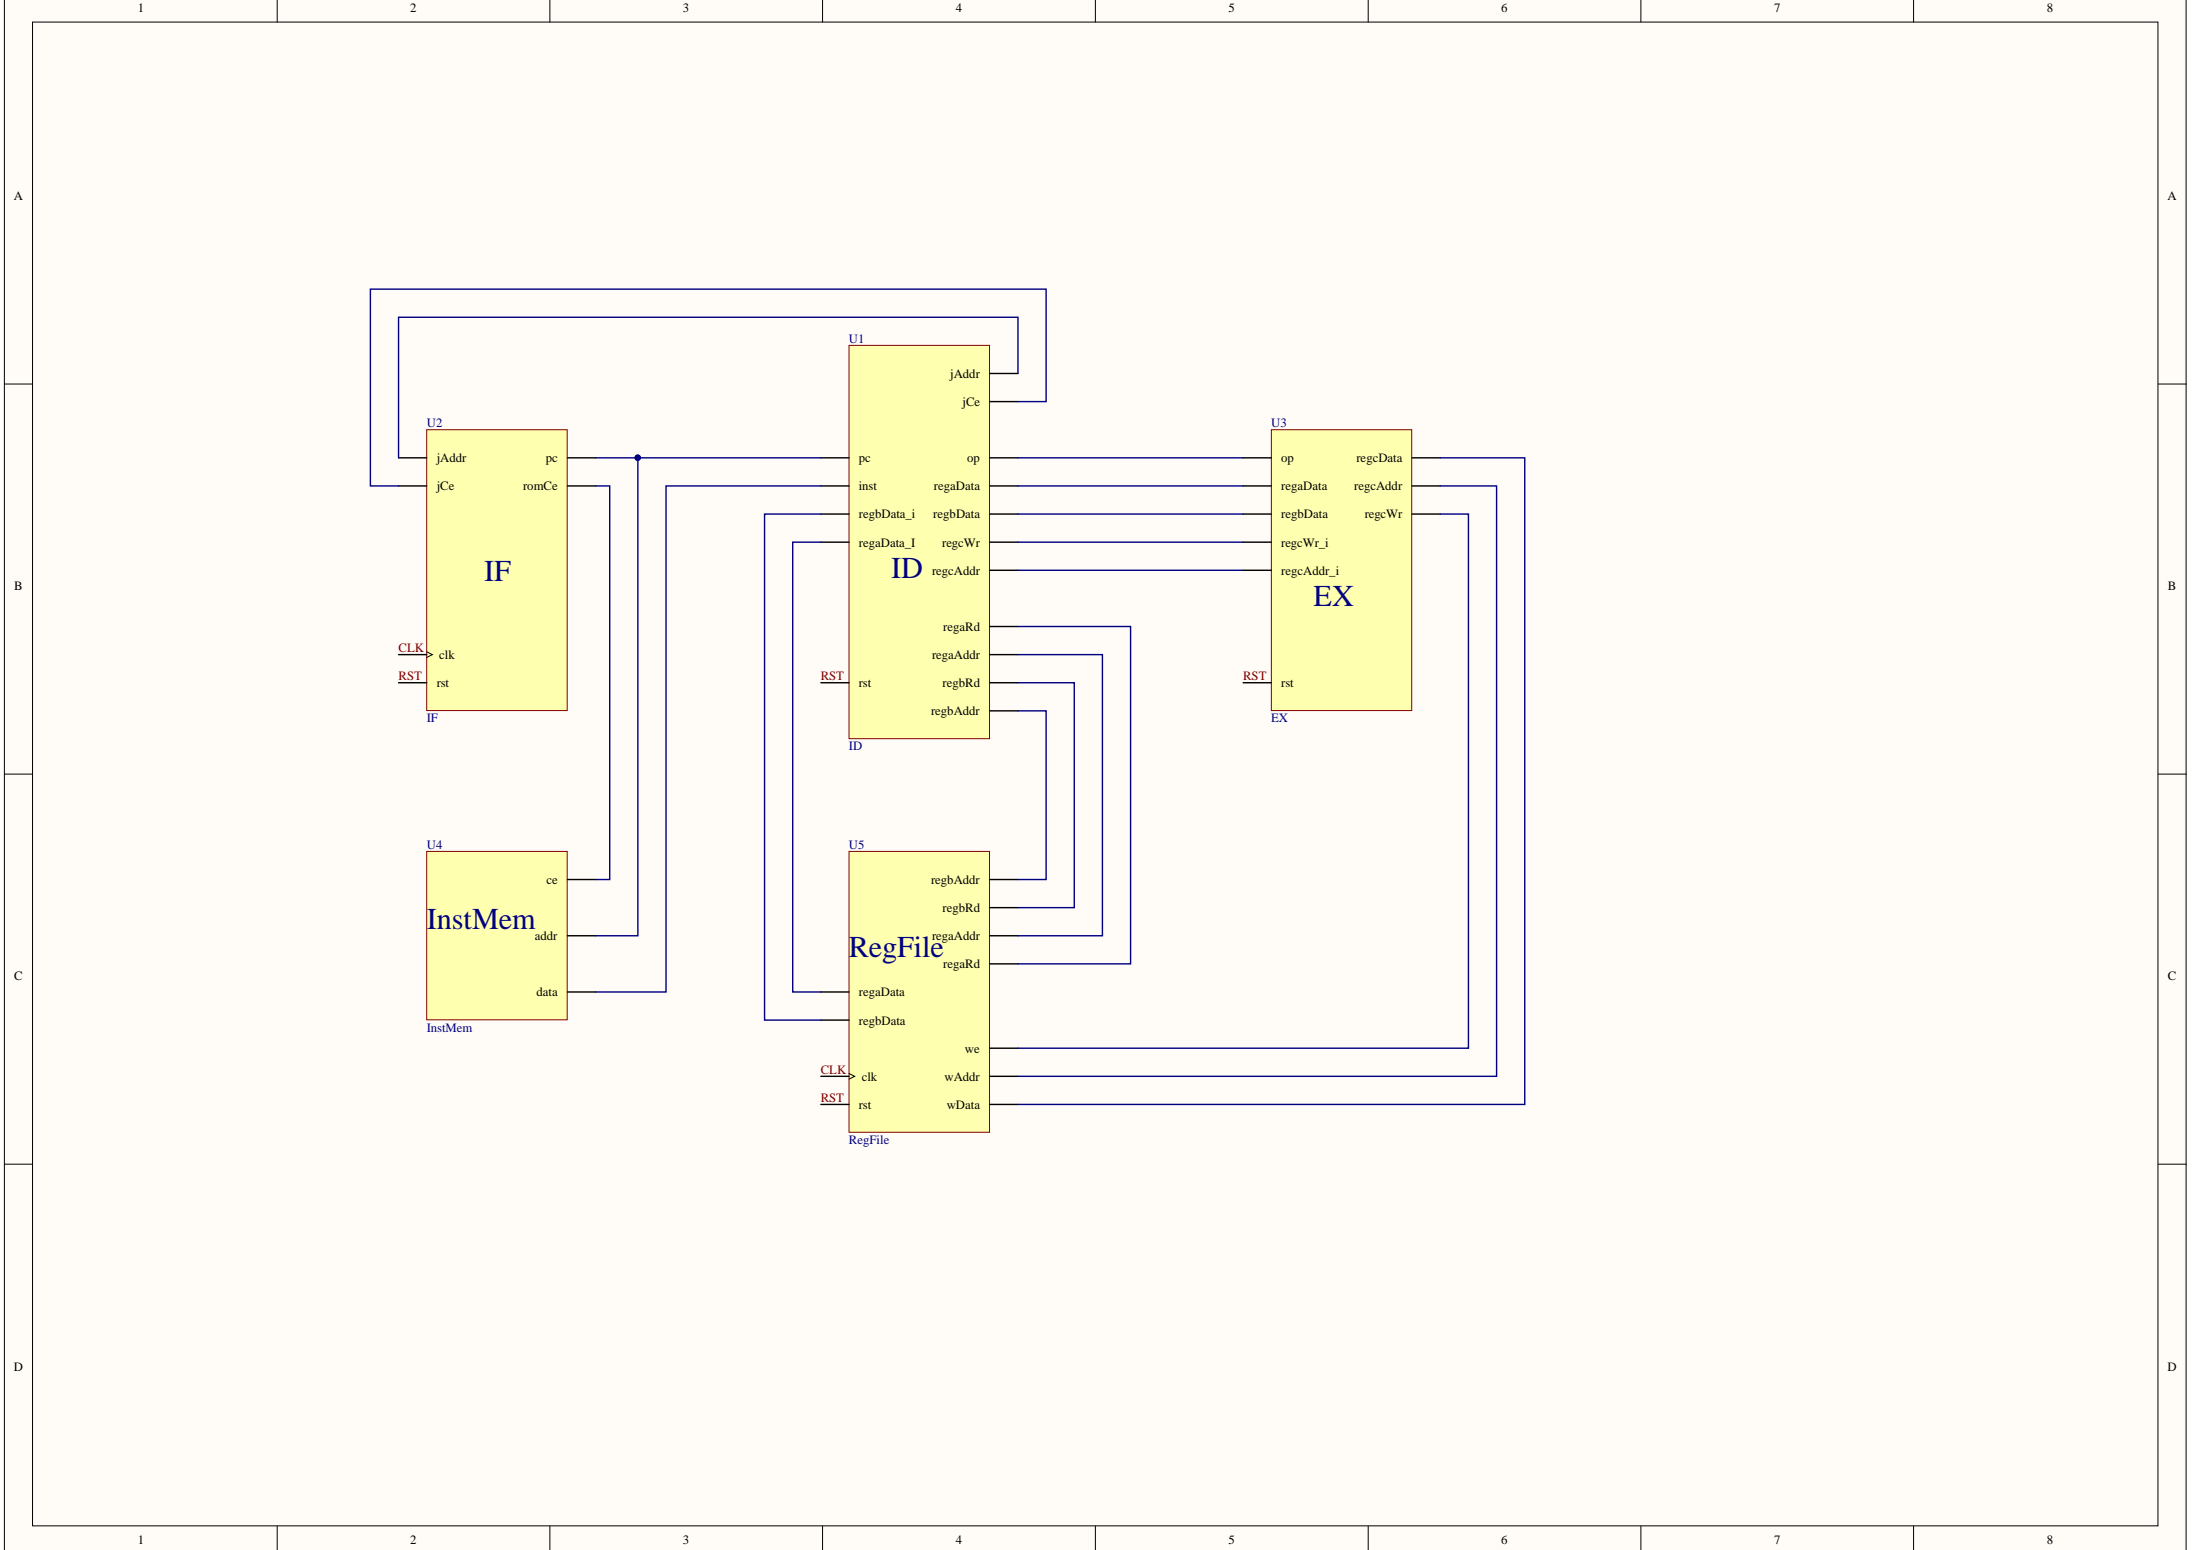 1 2 3 4 5 6 7 8
A A
U1
jAddr
jCe
U2 U3
jAddr pc pc op op regcData
jCe romCe inst regaData regaData regcAddr
regbData_i regbData regbData regcWr
regaData_I regcWr regcWr_i
IF ID regcAddr regcAddr_i
B EX B
regaRd
CLK clk regaAddr
RST rst RST rst regbRd RST rst
regbAddr
IF EX
ID
U4 U5
ce regbAddr
regbRd
InstMem addr RegFile regaAddr
regaRd
C C
data regaData
InstMem regbData
we
CLK clk wAddr
RST rst wData
RegFile
D D
1 2 3 4 5 6 7 8